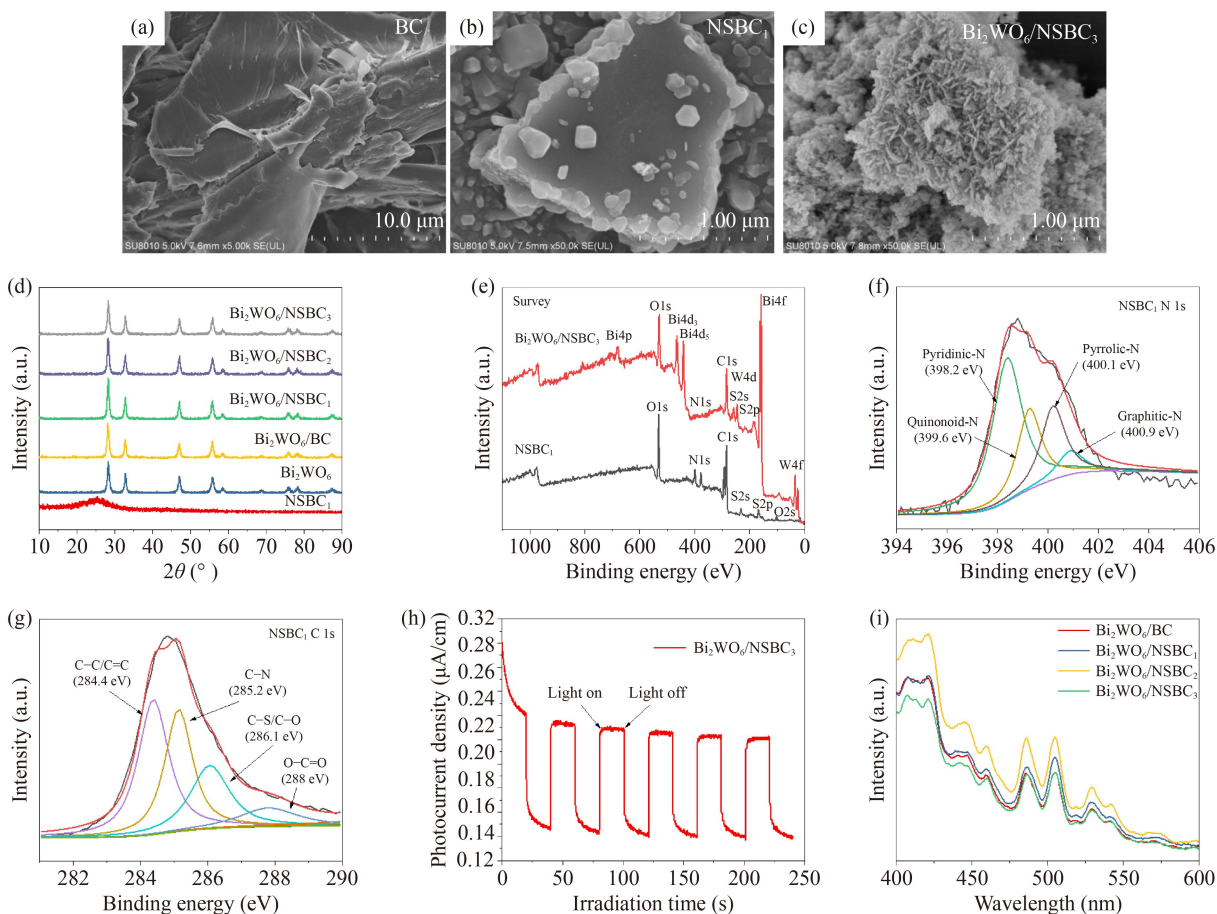 (a)
BC
10.0 μm
SU8010 5.0kV 7.6mm x5.00k SE(UL)
(b)
NSBC₁
1.00 μm
SU8010 5.0kV 7.5mm x50.0k SE(UL)
(c)
Bi₂WO₆/NSBC₃
1.00 μm
SU8010 5.0kV 7.8mm x50.0k SE(UL)
(d)
Intensity (a.u.)
Bi₂WO₆/NSBC₃
Bi₂WO₆/NSBC₂
Bi₂WO₆/NSBC₁
Bi₂WO₆/BC
Bi₂WO₆
NSBC₁
10 20 30 40 50 60 70 80 90
2θ (°)
(e)
Intensity (a.u.)
Survey
Bi₂WO₆/NSBC₃
Bi4p
O1s
Bi4d₃
Bi4d₅
N1s
C1s
W4d
S2s
S2p
Bi4f
W4f
NSBC₁
O1s
N1s
C1s
S2s
S2p
O2s
1000 800 600 400 200 0
Binding energy (eV)
(f)
Intensity (a.u.)
NSBC₁ N 1s
Pyridinic-N
(398.2 eV)
Pyrrolic-N
(400.1 eV)
Quinonoid-N
(399.6 eV)
Graphitic-N
(400.9 eV)
394 396 398 400 402 404 406
Binding energy (eV)
(g)
Intensity (a.u.)
NSBC₁ C 1s
C−C/C=C
(284.4 eV)
C−N
(285.2 eV)
C−S/C−O
(286.1 eV)
O−C=O
(288 eV)
282 284 286 288 290
Binding energy (eV)
(h)
Photocurrent density (μA/cm)
0.32
0.28
0.26
0.24
0.22
0.20
0.18
0.16
0.14
0.12
Bi₂WO₆/NSBC₃
Light on
Light off
0 50 100 150 200 250
Irradiation time (s)
(i)
Intensity (a.u.)
Bi₂WO₆/BC
Bi₂WO₆/NSBC₁
Bi₂WO₆/NSBC₂
Bi₂WO₆/NSBC₃
400 450 500 550 600
Wavelength (nm)